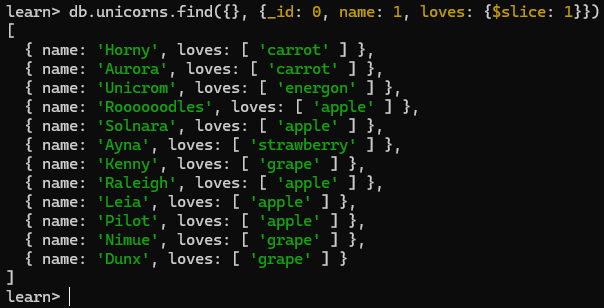 learn> db.unicorns.find({}, {_id: 0, name: 1, loves: {$slice: 1}})
[
  { name: 'Horny', loves: [ 'carrot' ] },
  { name: 'Aurora', loves: [ 'carrot' ] },
  { name: 'Unicrom', loves: [ 'energon' ] },
  { name: 'Roooooodles', loves: [ 'apple' ] },
  { name: 'Solnara', loves: [ 'apple' ] },
  { name: 'Ayna', loves: [ 'strawberry' ] },
  { name: 'Kenny', loves: [ 'grape' ] },
  { name: 'Raleigh', loves: [ 'apple' ] },
  { name: 'Leia', loves: [ 'apple' ] },
  { name: 'Pilot', loves: [ 'apple' ] },
  { name: 'Nimue', loves: [ 'grape' ] },
  { name: 'Dunx', loves: [ 'grape' ] }
]
learn>